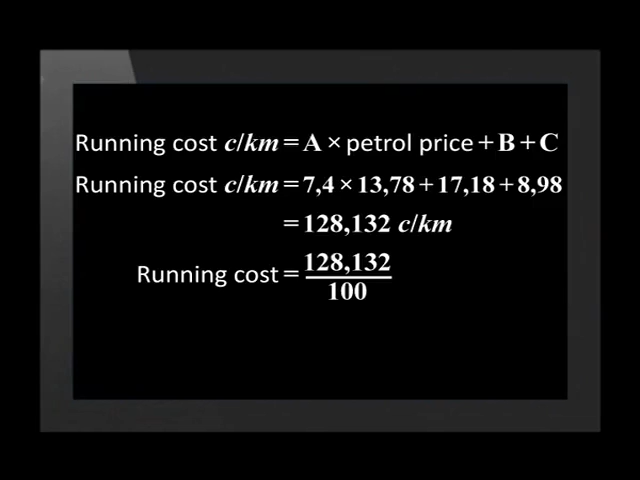 Running cost c/km = A × petrol price + B + C
Running cost c/km = 7,4 × 13,78 + 17,18 + 8,98
= 128,132 c/km
Running cost = 128,132
100